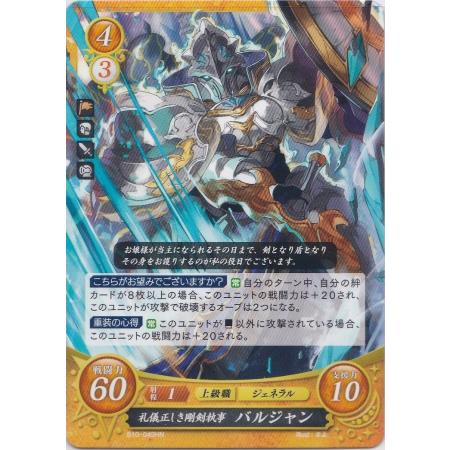 4
3
お嬢様が当主になられるその日まで、剣となり盾となり
その身をお護りするのが私の役目でございます。
こちらがお望みでございますか? 常 自分のターン中、自分の絆
カードが8枚以上の場合、このユニットの戦闘力は+20され、
このユニットが攻撃で破壊するオーブは2つになる。
重装の心得 常 このユニットが以外に攻撃されている場合、
このユニットの戦闘力は+20される。
戦闘力
60
射程 1 上級職 ジェネラル
支援力
10
礼儀正しき剛剣執事 バルジャン